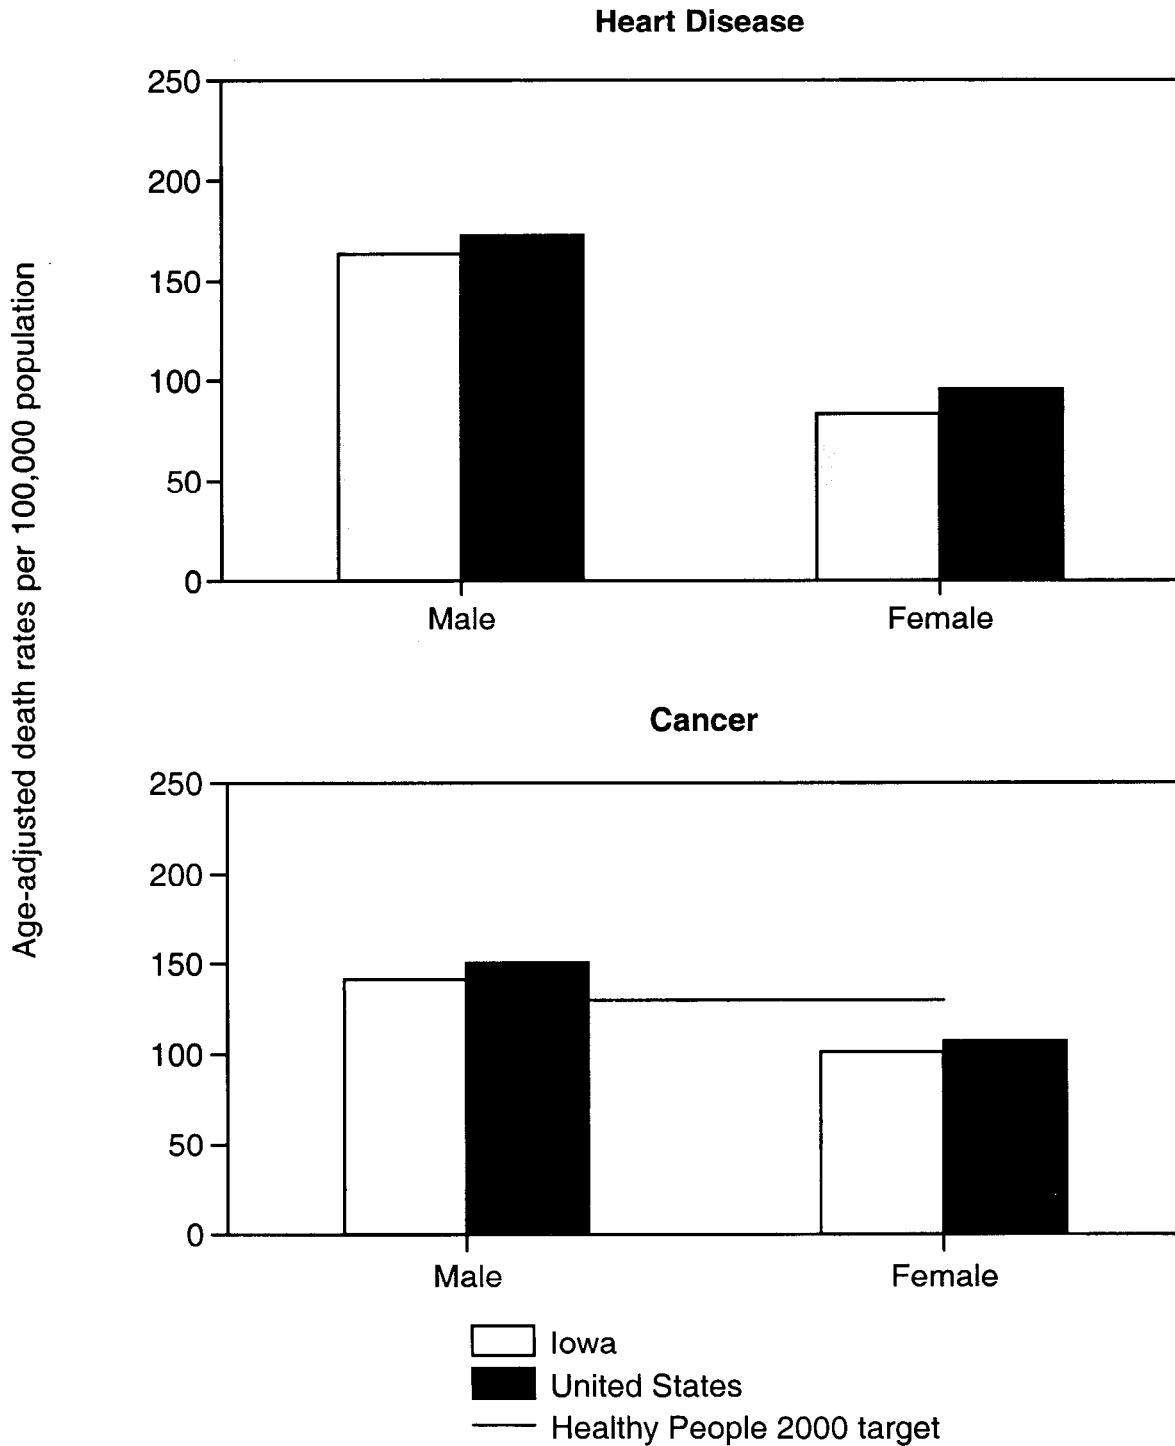 Heart Disease
Age-adjusted death rates per 100,000 population
250
200
150
100
50
0
Male Female
Cancer
250
200
150
100
50
0
Male Female
Iowa
United States
Healthy People 2000 target